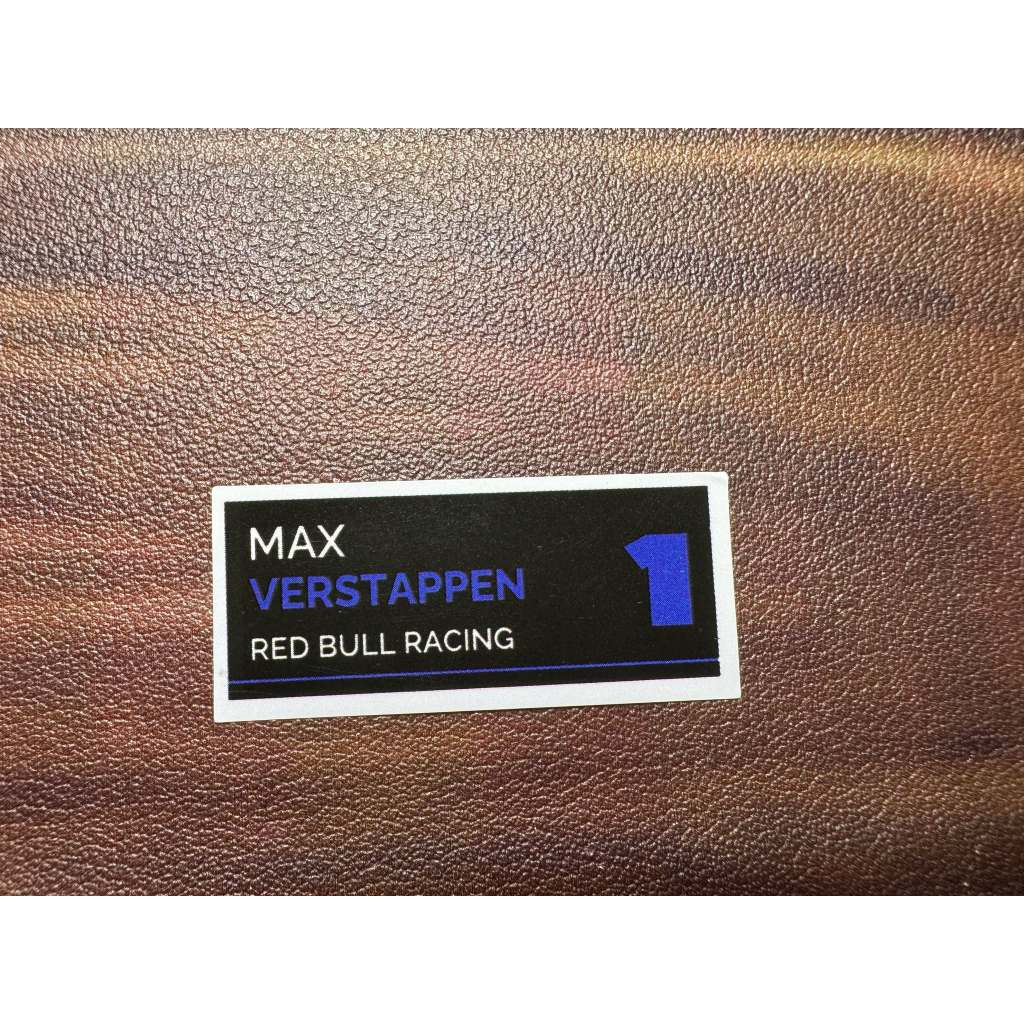 MAX
VERSTAPPEN
RED BULL RACING
1